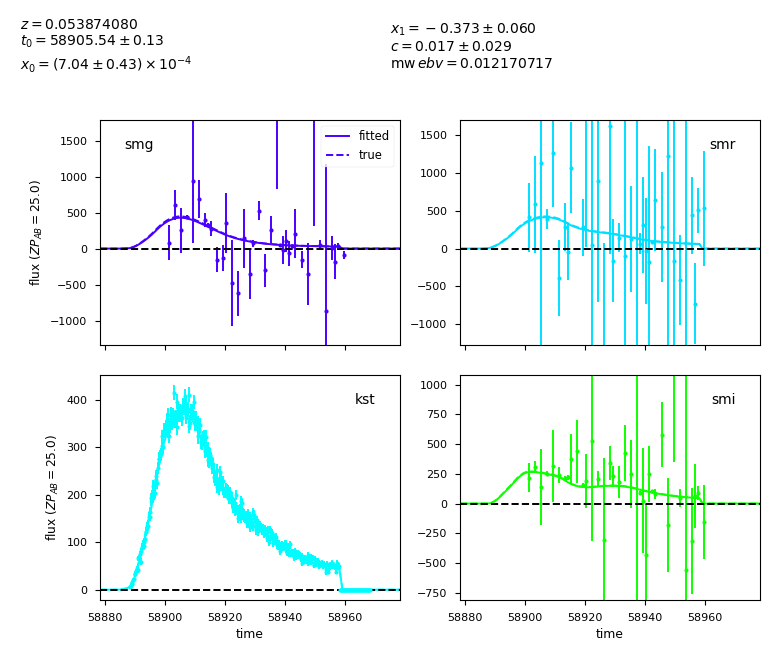 z = 0.053874080
t₀ = 58905.54 ± 0.13
x₀ = (7.04 ± 0.43) × 10⁻⁴
x₁ = −0.373 ± 0.060
c = 0.017 ± 0.029
mw ebv = 0.012170717
smg
fitted
true
1500
1000
500
0
−500
−1000
flux (ZP_AB = 25.0)
smr
1500
1000
500
0
−500
−1000
kst
400
300
200
100
0
flux (ZP_AB = 25.0)
58880 58900 58920 58940 58960
time
smi
1000
750
500
250
0
−250
−500
−750
58880 58900 58920 58940 58960
time